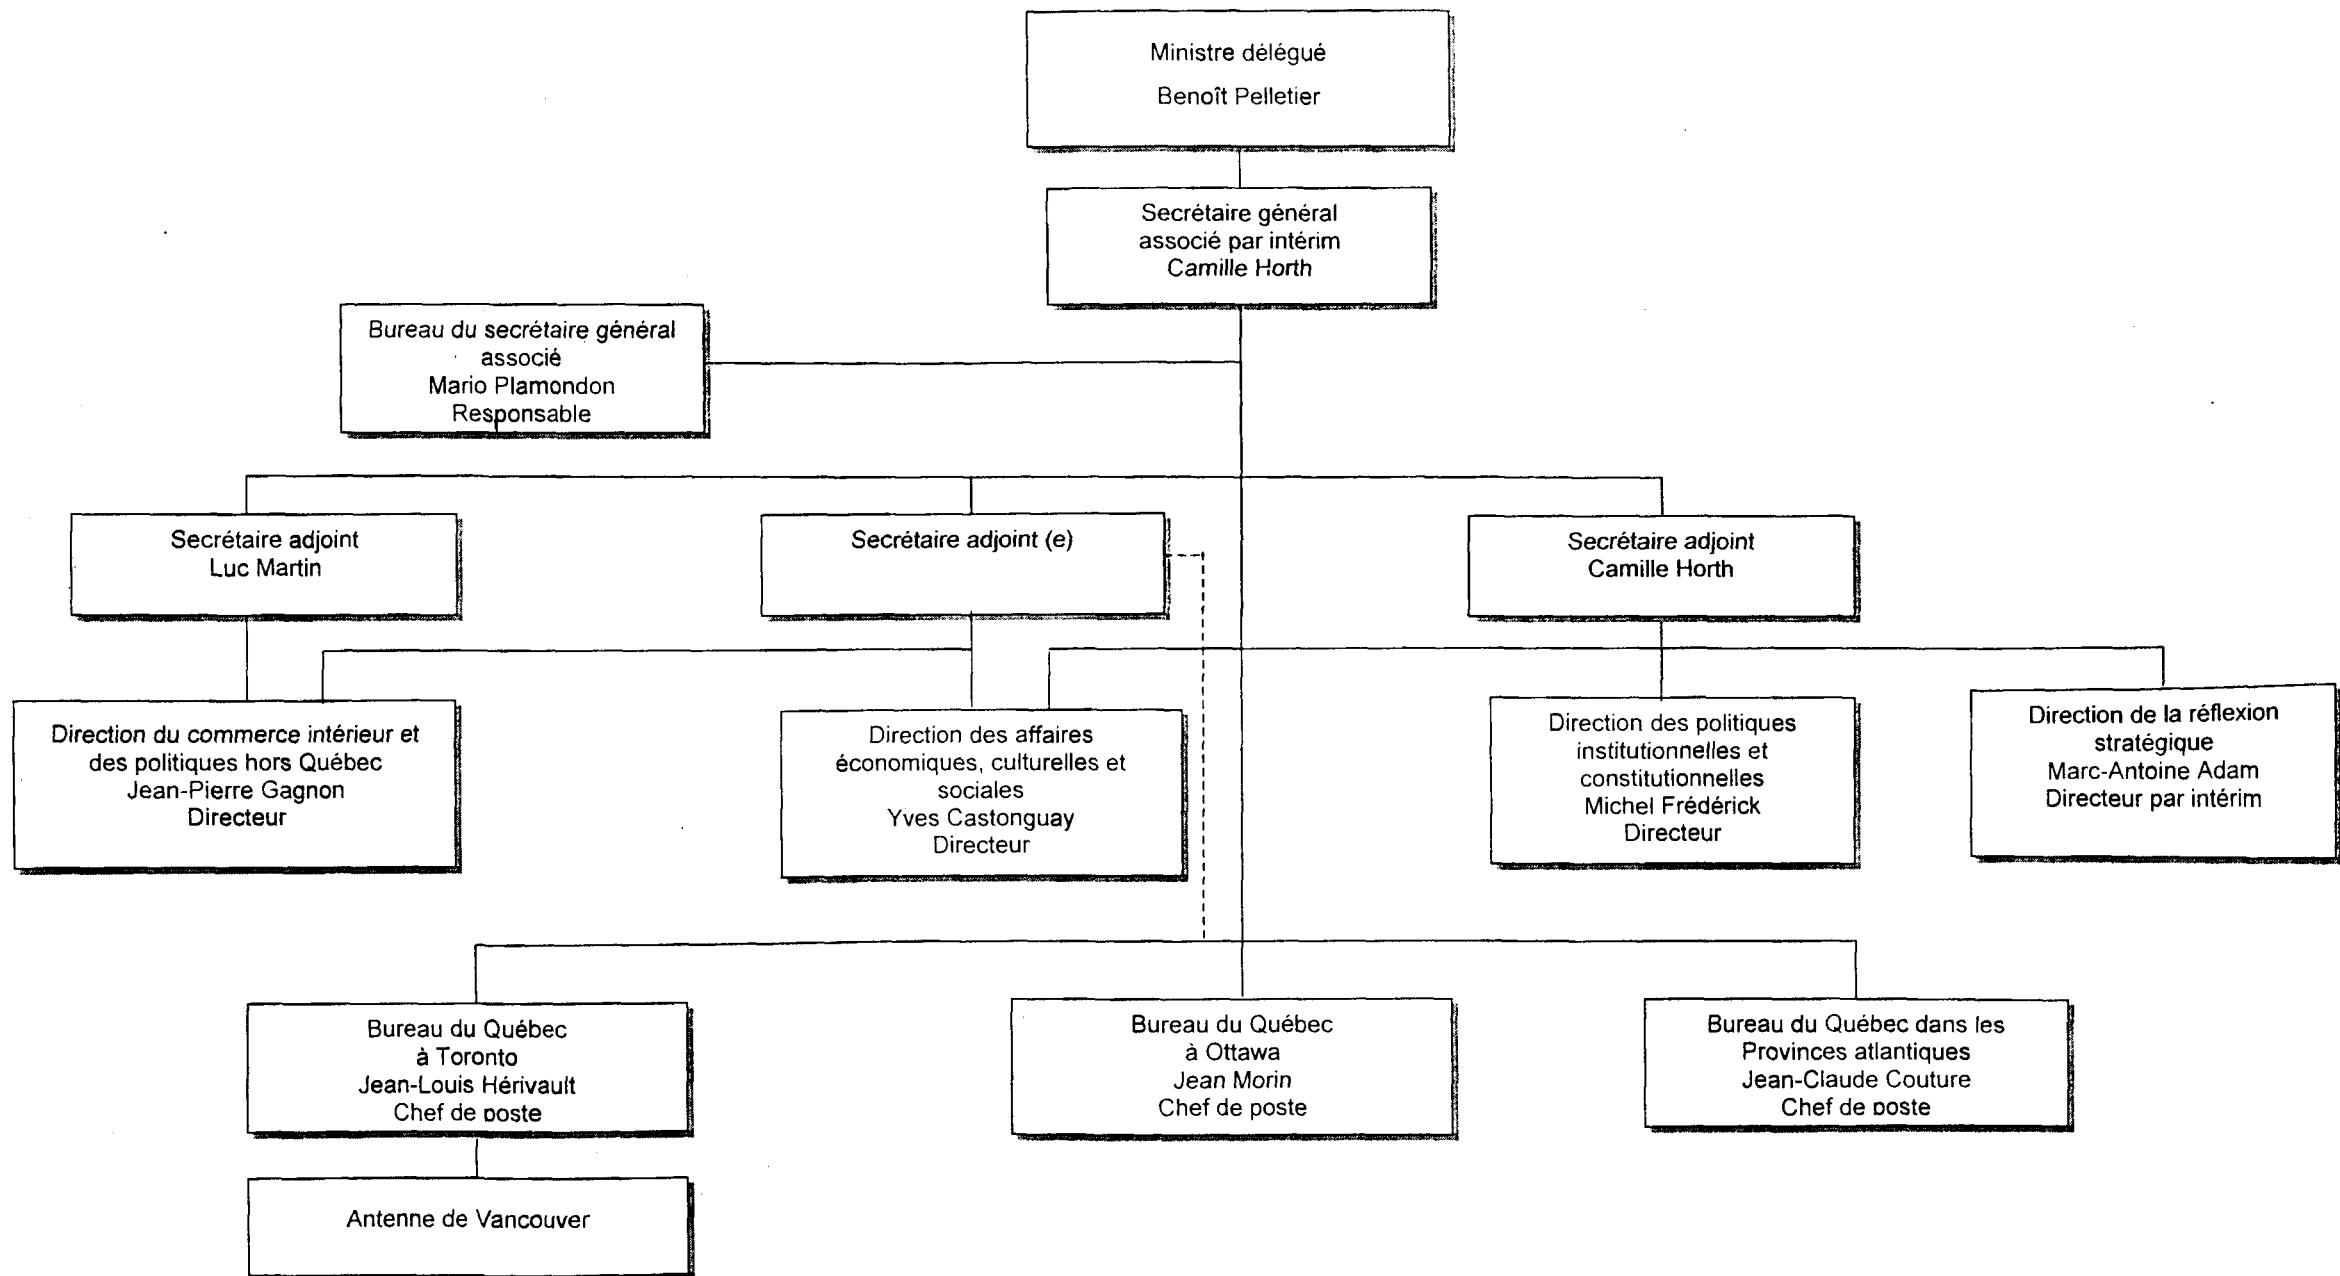 Ministre délégué
Benoît Pelletier
Secrétaire général
associé par intérim
Camille Horth
Bureau du secrétaire général
associé
Mario Plamondon
Responsable
Secrétaire adjoint
Luc Martin
Secrétaire adjoint (e)
Secrétaire adjoint
Camille Horth
Direction du commerce intérieur et
des politiques hors Québec
Jean-Pierre Gagnon
Directeur
Direction des affaires
économiques, culturelles et
sociales
Yves Castonguay
Directeur
Direction des politiques
institutionnelles et
constitutionnelles
Michel Frédérick
Directeur
Direction de la réflexion
stratégique
Marc-Antoine Adam
Directeur par intérim
Bureau du Québec
à Toronto
Jean-Louis Hérivault
Chef de poste
Bureau du Québec
à Ottawa
Jean Morin
Chef de poste
Bureau du Québec dans les
Provinces atlantiques
Jean-Claude Couture
Chef de poste
Antenne de Vancouver